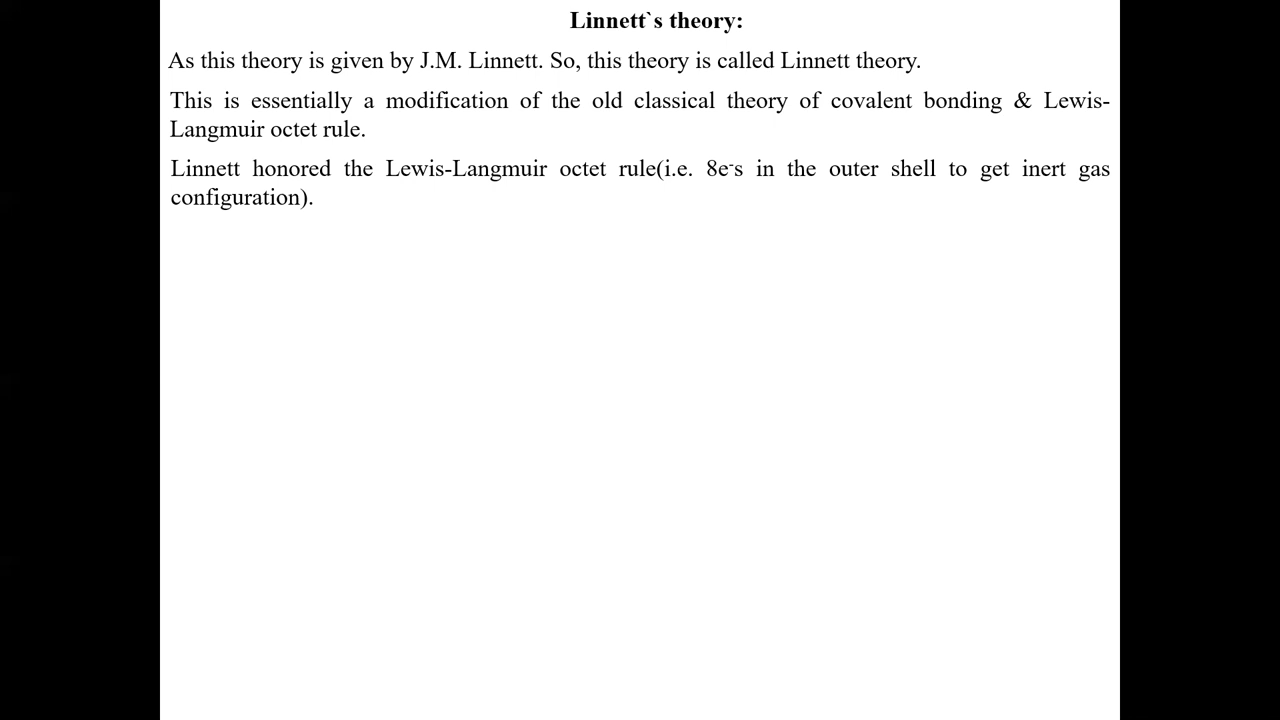 Linnett`s theory:
As this theory is given by J.M. Linnett. So, this theory is called Linnett theory.
This is essentially a modification of the old classical theory of covalent bonding & Lewis-
Langmuir octet rule.
Linnett honored the Lewis-Langmuir octet rule(i.e. 8e⁻s in the outer shell to get inert gas
configuration).